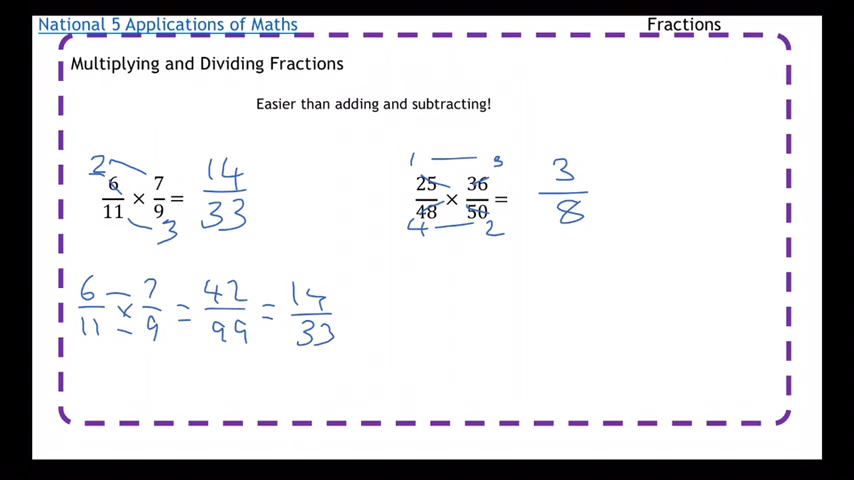 National 5 Applications of Maths Fractions
Multiplying and Dividing Fractions
Easier than adding and subtracting!
2
6/11 × 7/9 = 14/33
3
1 3
25/48 × 36/50 = 3/8
4 2
6/11 × 7/9 = 42/99 = 14/33